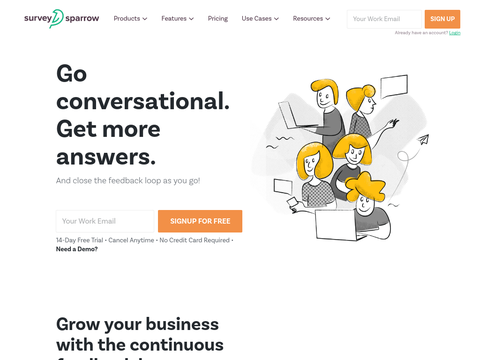 survey sparrow
Products
Features
Pricing
Use Cases
Resources
Your Work Email
SIGN UP
Already have an account? Login
Go
conversational.
Get more
answers.
And close the feedback loop as you go!
Your Work Email
SIGNUP FOR FREE
14-Day Free Trial • Cancel Anytime • No Credit Card Required •
Need a Demo?
Grow your business
with the continuous